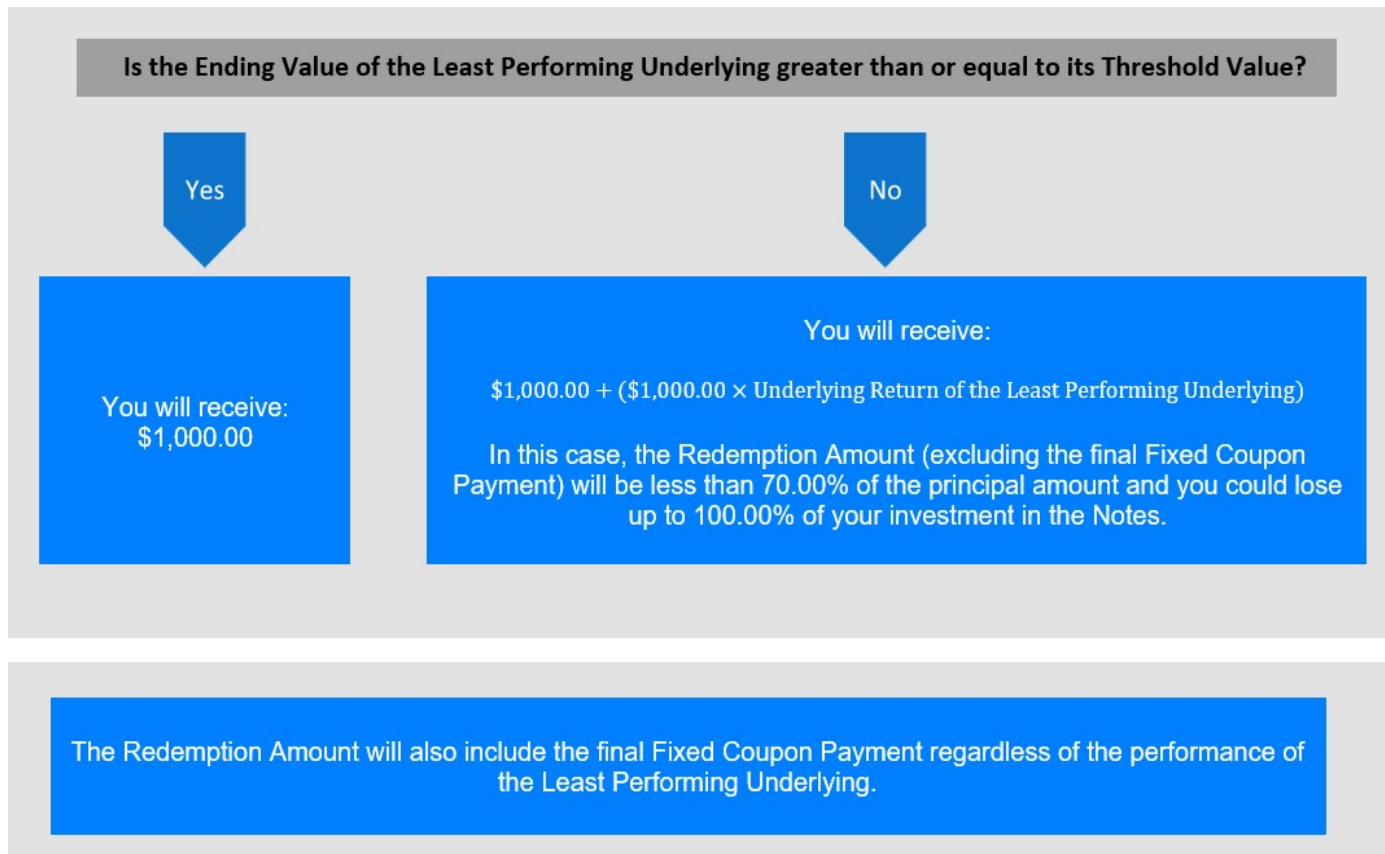 Is the Ending Value of the Least Performing Underlying greater than or equal to its Threshold Value?
Yes
No
You will receive:
$1,000.00
You will receive:
$1,000.00 + ($1,000.00 × Underlying Return of the Least Performing Underlying)
In this case, the Redemption Amount (excluding the final Fixed Coupon
Payment) will be less than 70.00% of the principal amount and you could lose
up to 100.00% of your investment in the Notes.
The Redemption Amount will also include the final Fixed Coupon Payment regardless of the performance of
the Least Performing Underlying.